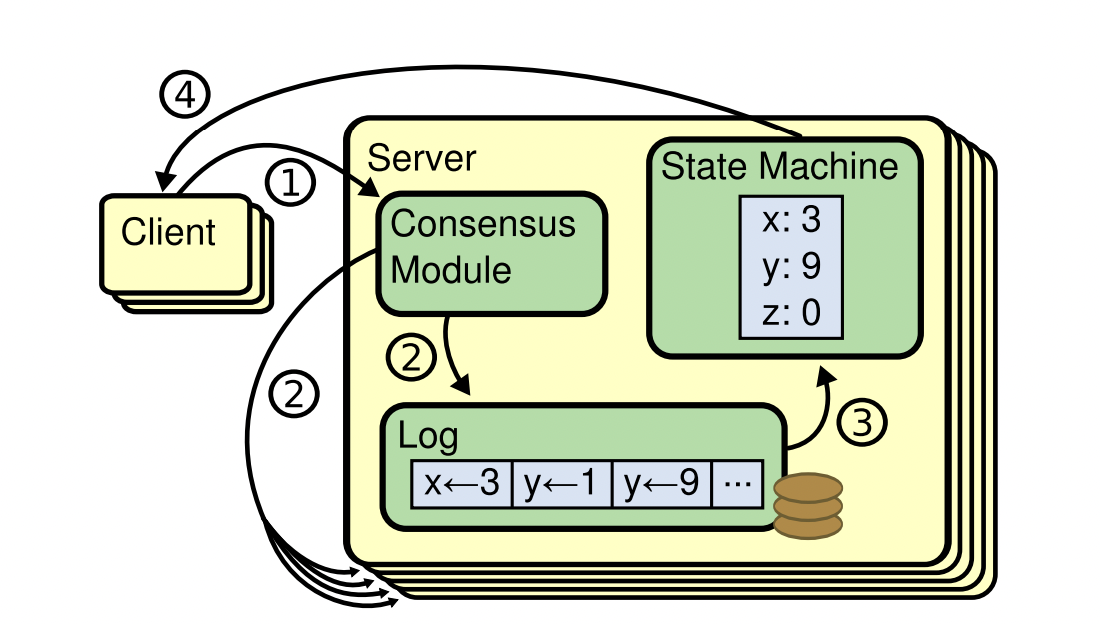 ④
①
Client
Server
Consensus
Module
State Machine
x: 3
y: 9
z: 0
②
②
③
Log
x←3 y←1 y←9 ...